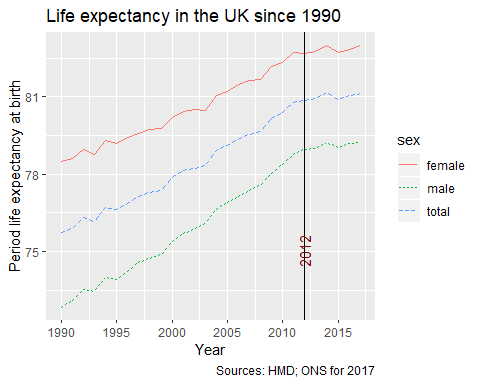 Life expectancy in the UK since 1990
Period life expectancy at birth
81
78
75
2012
1990
1995
2000
2005
2010
2015
Year
sex
female
male
total
Sources: HMD; ONS for 2017